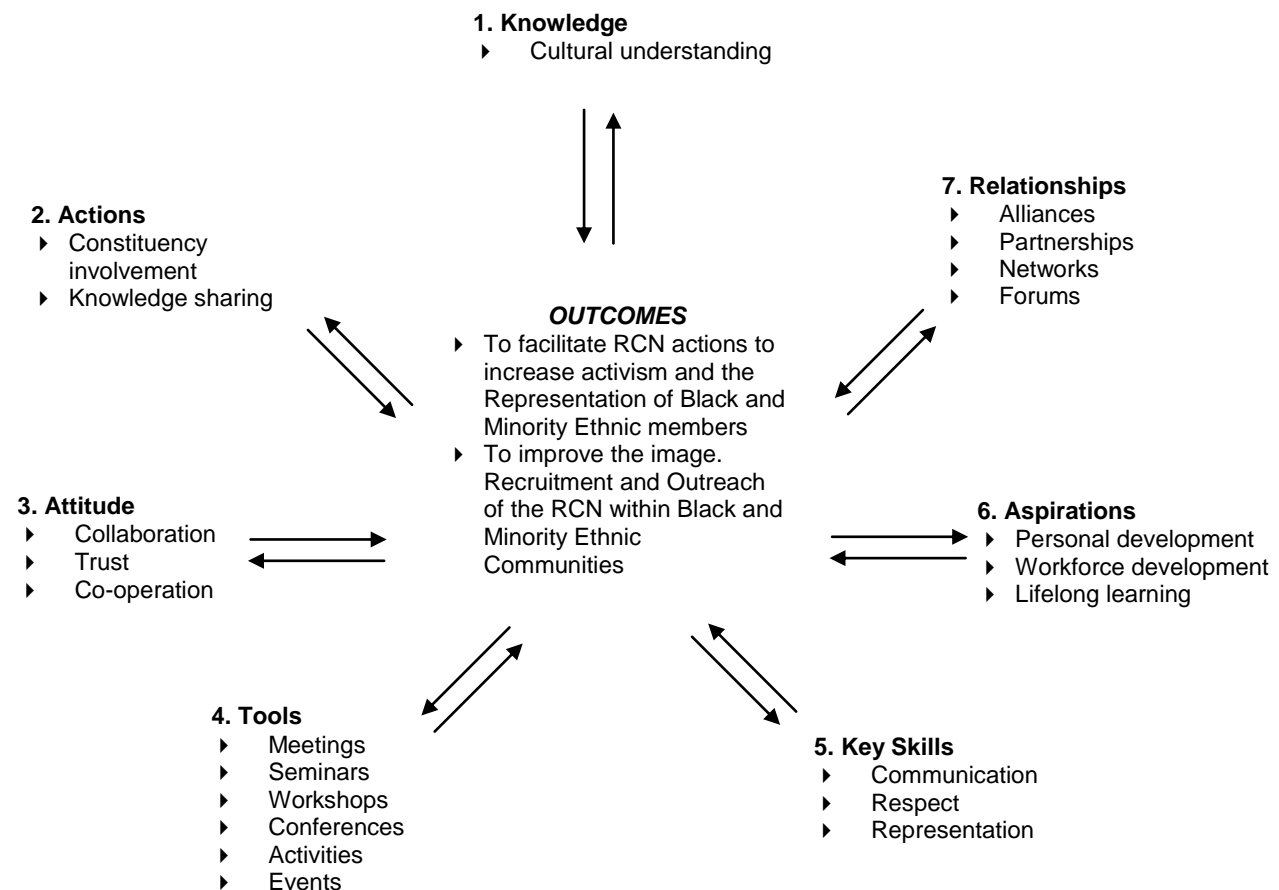 1. Knowledge
Cultural understanding
2. Actions
Constituency
involvement
Knowledge sharing
3. Attitude
Collaboration
Trust
Co-operation
4. Tools
Meetings
Seminars
Workshops
Conferences
Activities
Events
5. Key Skills
Communication
Respect
Representation
6. Aspirations
Personal development
Workforce development
Lifelong learning
7. Relationships
Alliances
Partnerships
Networks
Forums
OUTCOMES
To facilitate RCN actions to
increase activism and the
Representation of Black and
Minority Ethnic members
To improve the image.
Recruitment and Outreach
of the RCN within Black and
Minority Ethnic
Communities